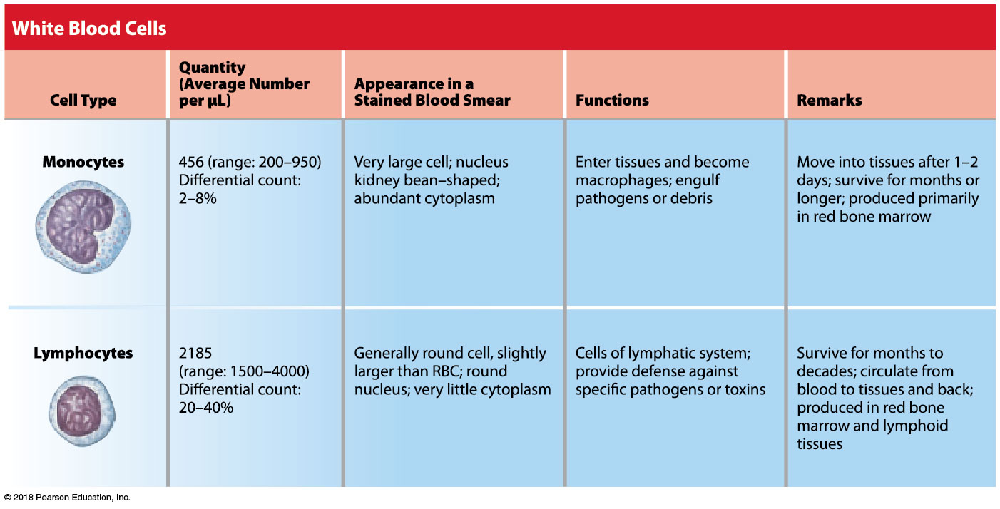 White Blood Cells
Cell Type
Quantity
(Average Number
per µL)
Appearance in a
Stained Blood Smear
Functions
Remarks
Monocytes
456 (range: 200–950)
Differential count:
2–8%
Very large cell; nucleus
kidney bean–shaped;
abundant cytoplasm
Enter tissues and become
macrophages; engulf
pathogens or debris
Move into tissues after 1–2
days; survive for months or
longer; produced primarily
in red bone marrow
Lymphocytes
2185
(range: 1500–4000)
Differential count:
20–40%
Generally round cell, slightly
larger than RBC; round
nucleus; very little cytoplasm
Cells of lymphatic system;
provide defense against
specific pathogens or toxins
Survive for months to
decades; circulate from
blood to tissues and back;
produced in red bone
marrow and lymphoid
tissues
© 2018 Pearson Education, Inc.